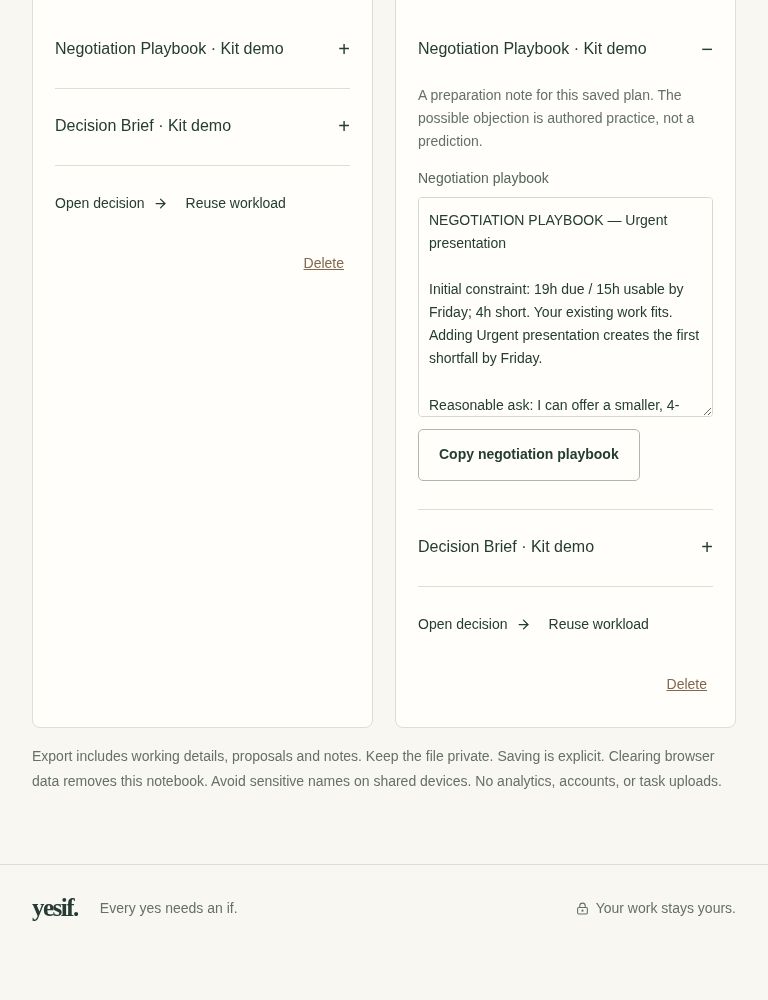 Negotiation Playbook · Kit demo +
Decision Brief · Kit demo +
Open decision → Reuse workload
Delete
Negotiation Playbook · Kit demo −
A preparation note for this saved plan. The
possible objection is authored practice, not a
prediction.
Negotiation playbook
NEGOTIATION PLAYBOOK — Urgent
presentation
Initial constraint: 19h due / 15h usable by
Friday; 4h short. Your existing work fits.
Adding Urgent presentation creates the first
shortfall by Friday.
Reasonable ask: I can offer a smaller, 4-
Copy negotiation playbook
Decision Brief · Kit demo +
Open decision → Reuse workload
Delete
Export includes working details, proposals and notes. Keep the file private. Saving is explicit. Clearing browser
data removes this notebook. Avoid sensitive names on shared devices. No analytics, accounts, or task uploads.
yesif. Every yes needs an if.
Your work stays yours.